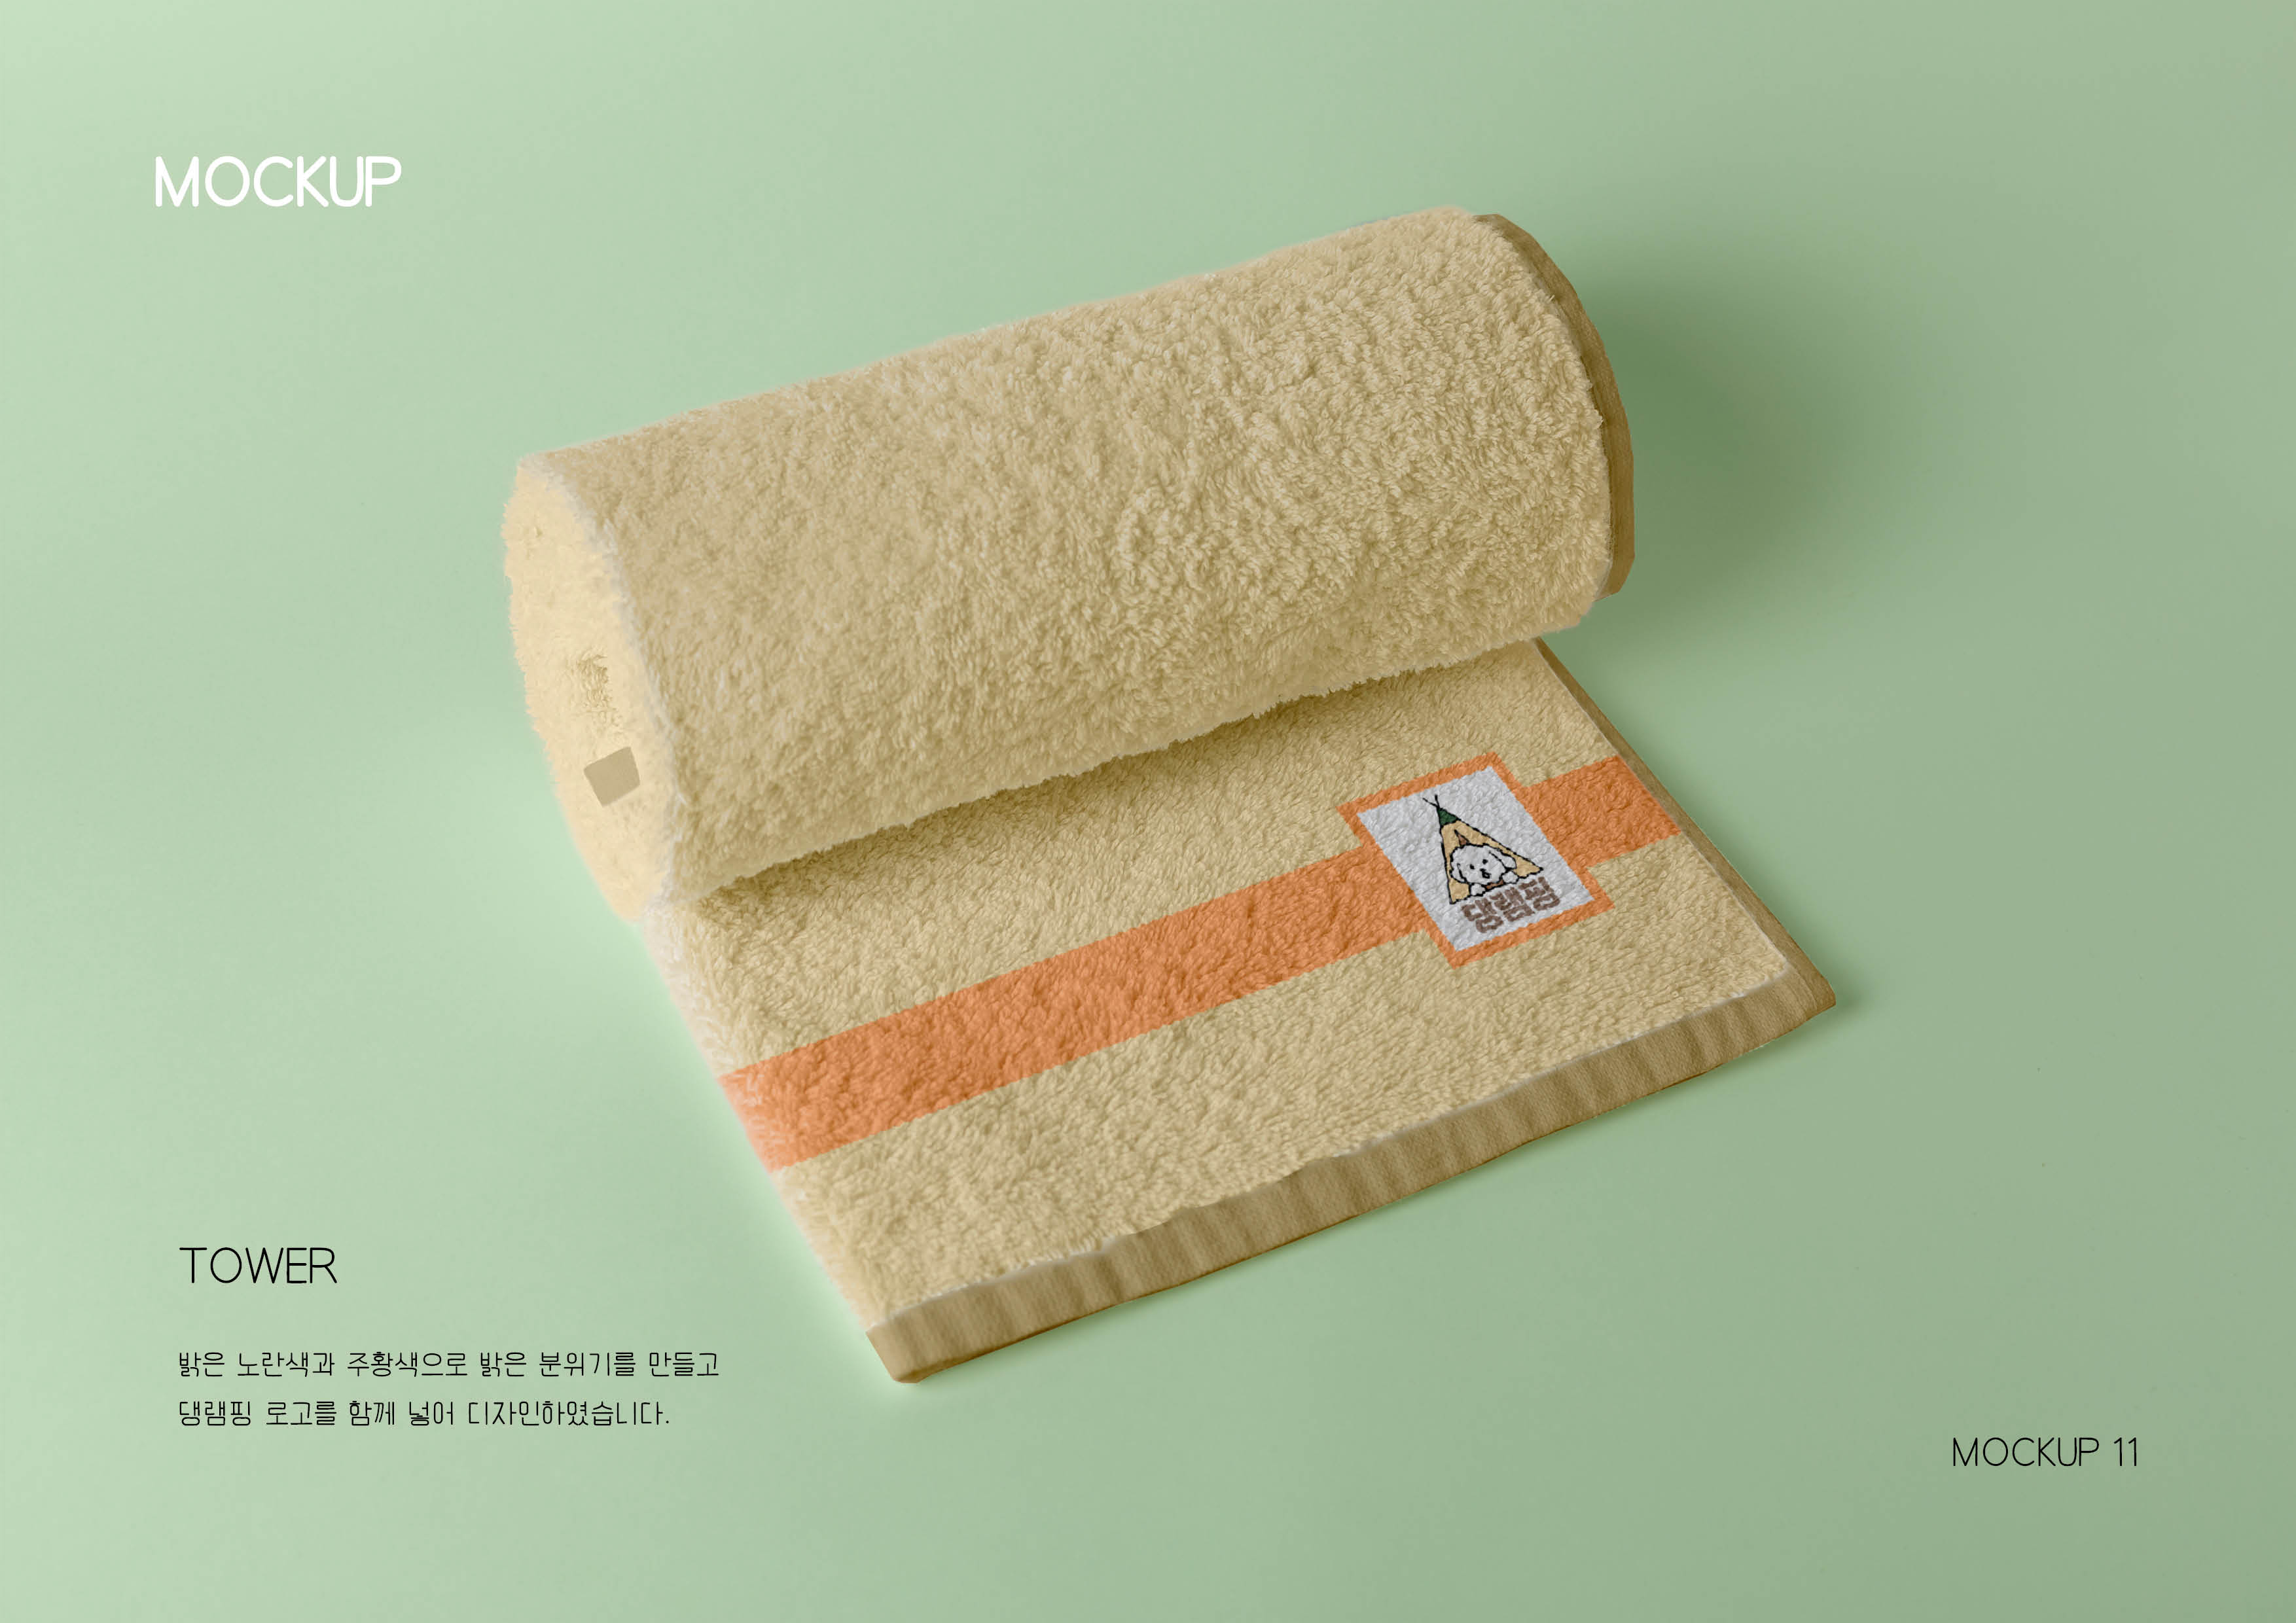 MOCKUP
댕램핑
TOWER
밝은 노란색과 주황색으로 밝은 분위기를 만들고
댕램핑 로고를 함께 넣어 디자인하였습니다.
MOCKUP 11